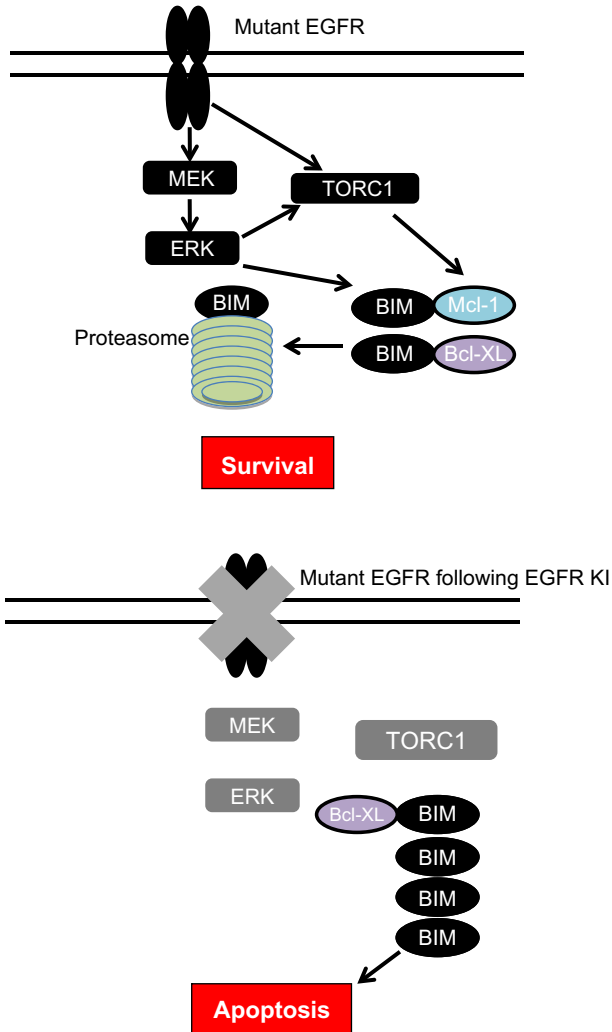 Mutant EGFR
MEK
TORC1
ERK
BIM
BIM
Mcl-1
Proteasome
BIM
Bcl-XL
Survival
Mutant EGFR following EGFR KI
MEK
TORC1
ERK
Bcl-XL
BIM
BIM
BIM
BIM
Apoptosis